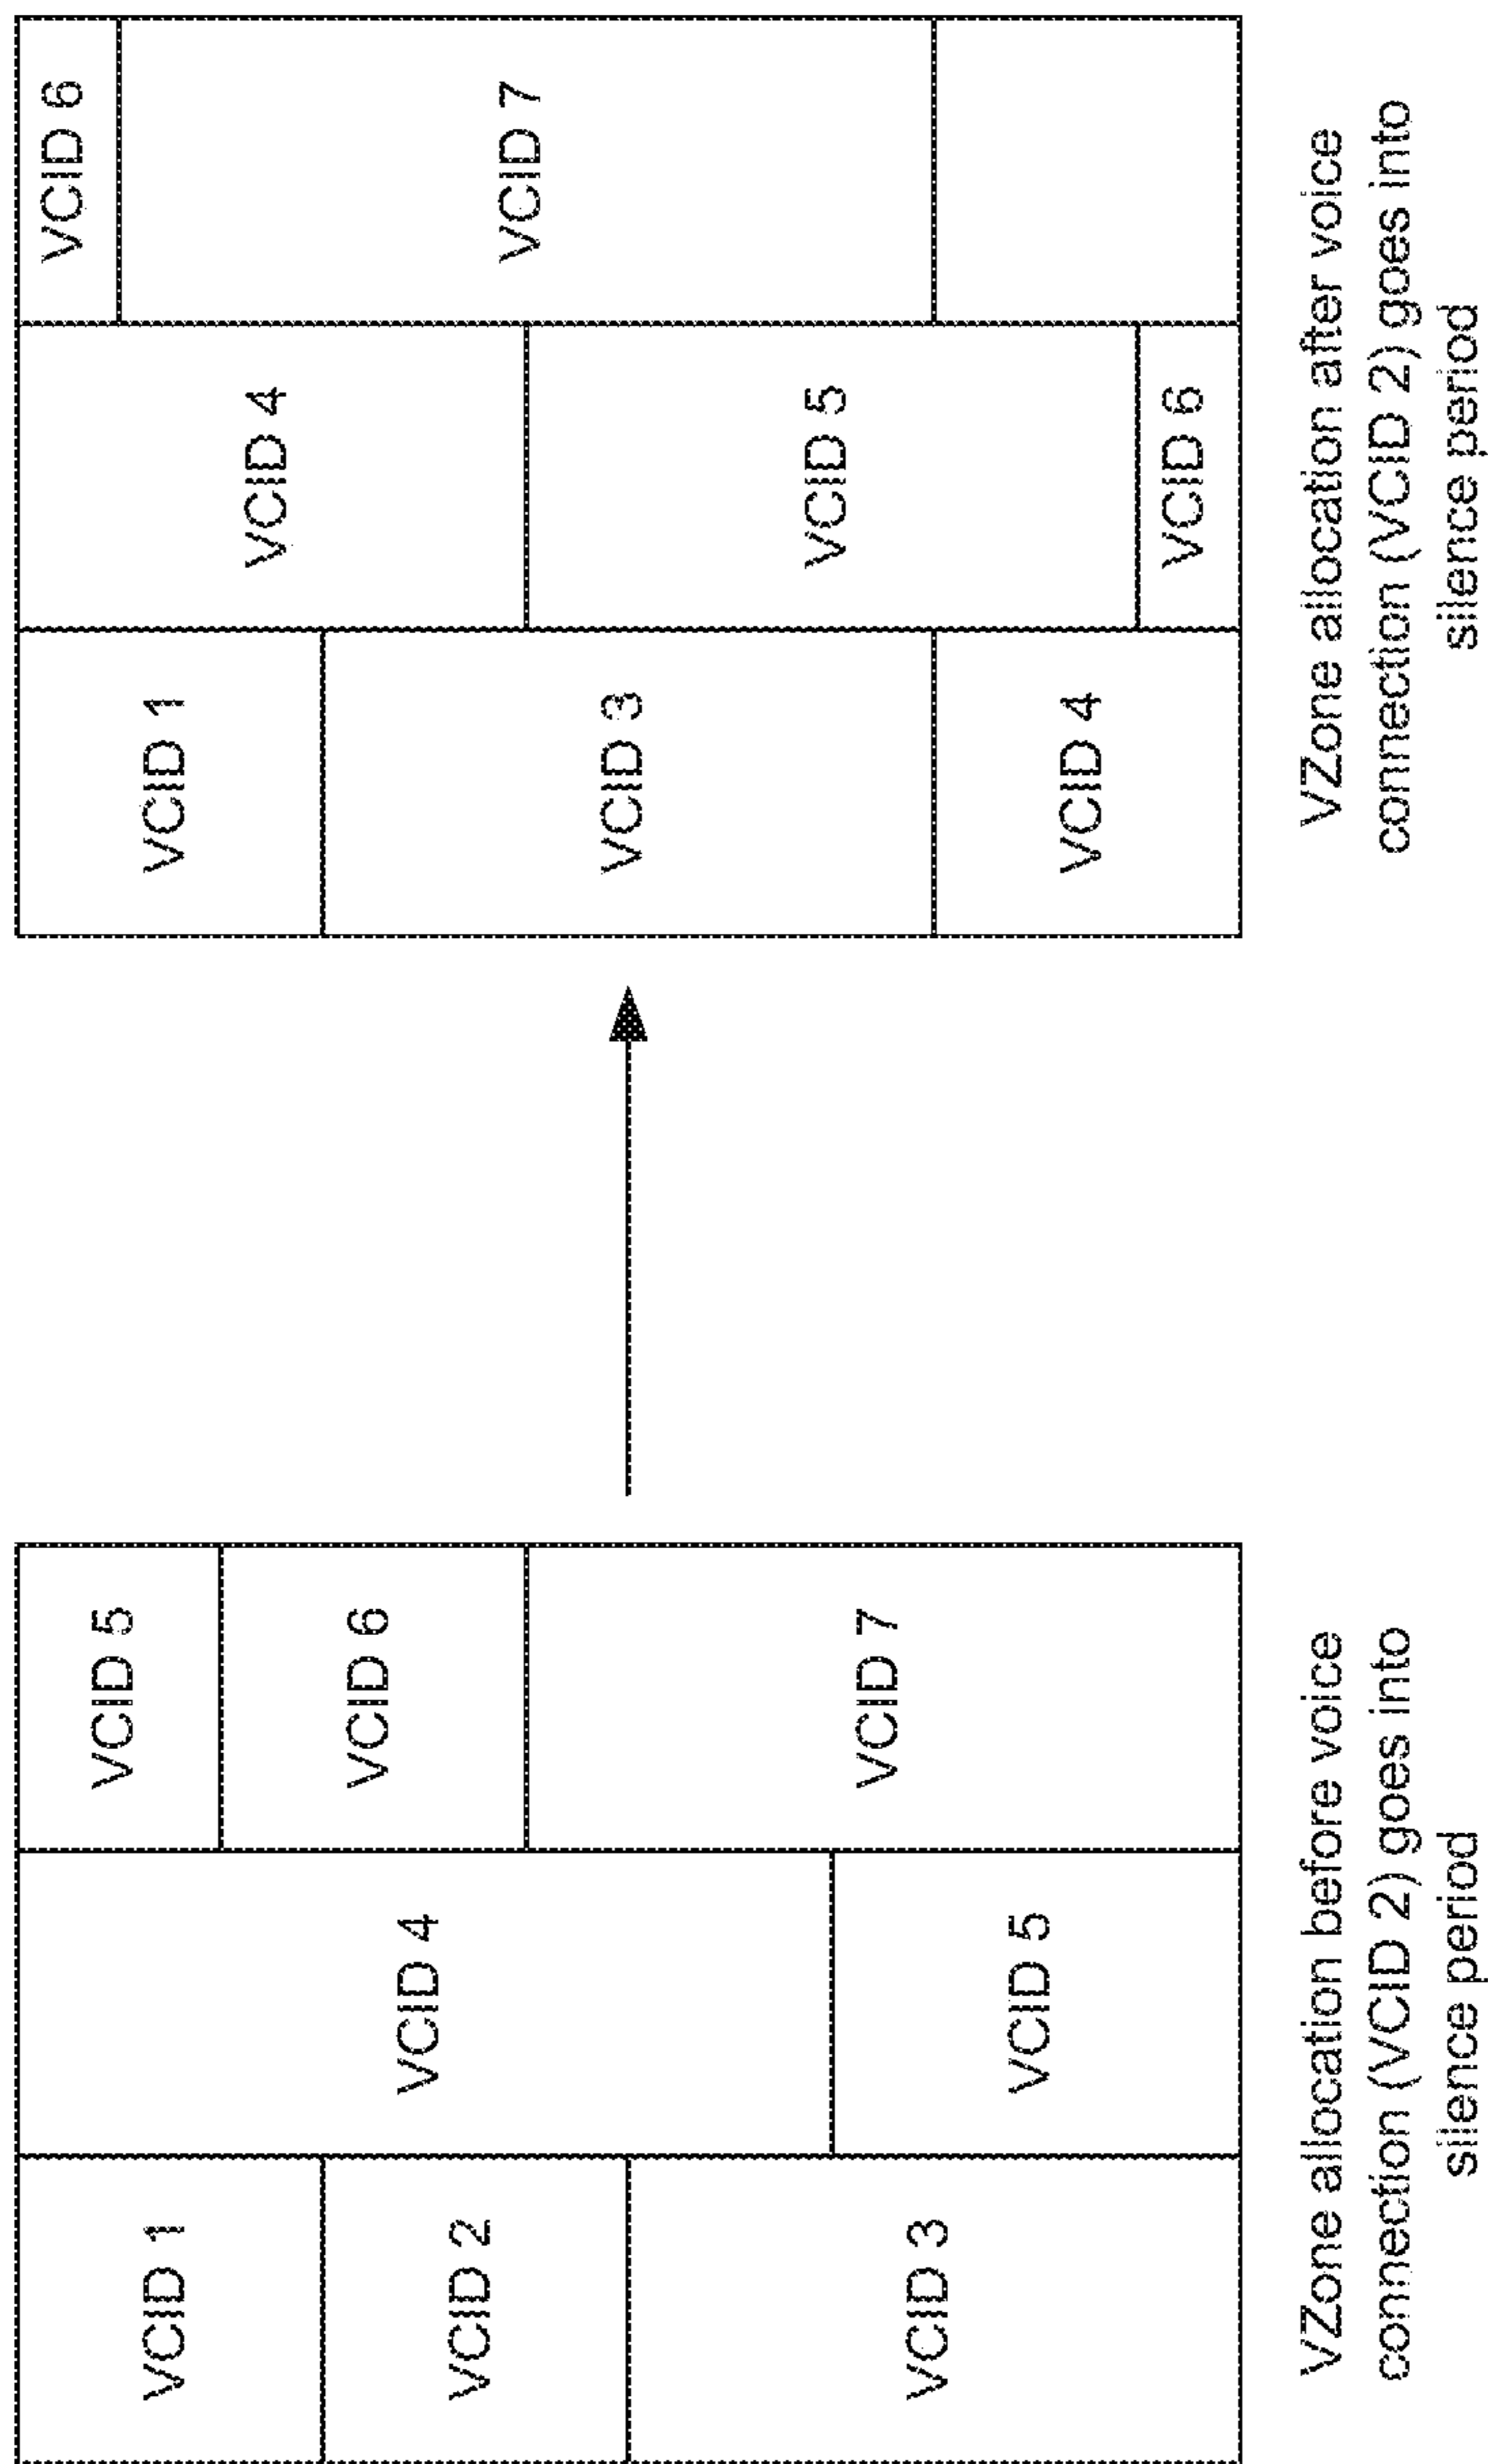 VCID 1
VCID 2
VCID 3
VCID 4
VCID 5
VCID 5
VCID 6
VCID 7
VZone allocation before voice
connection (VCID 2) goes into
silence period
VCID 1
VCID 3
VCID 4
VCID 4
VCID 5
VCID 6
VCID 6
VCID 7
VZone allocation after voice
connection (VCID 2) goes into
silence period